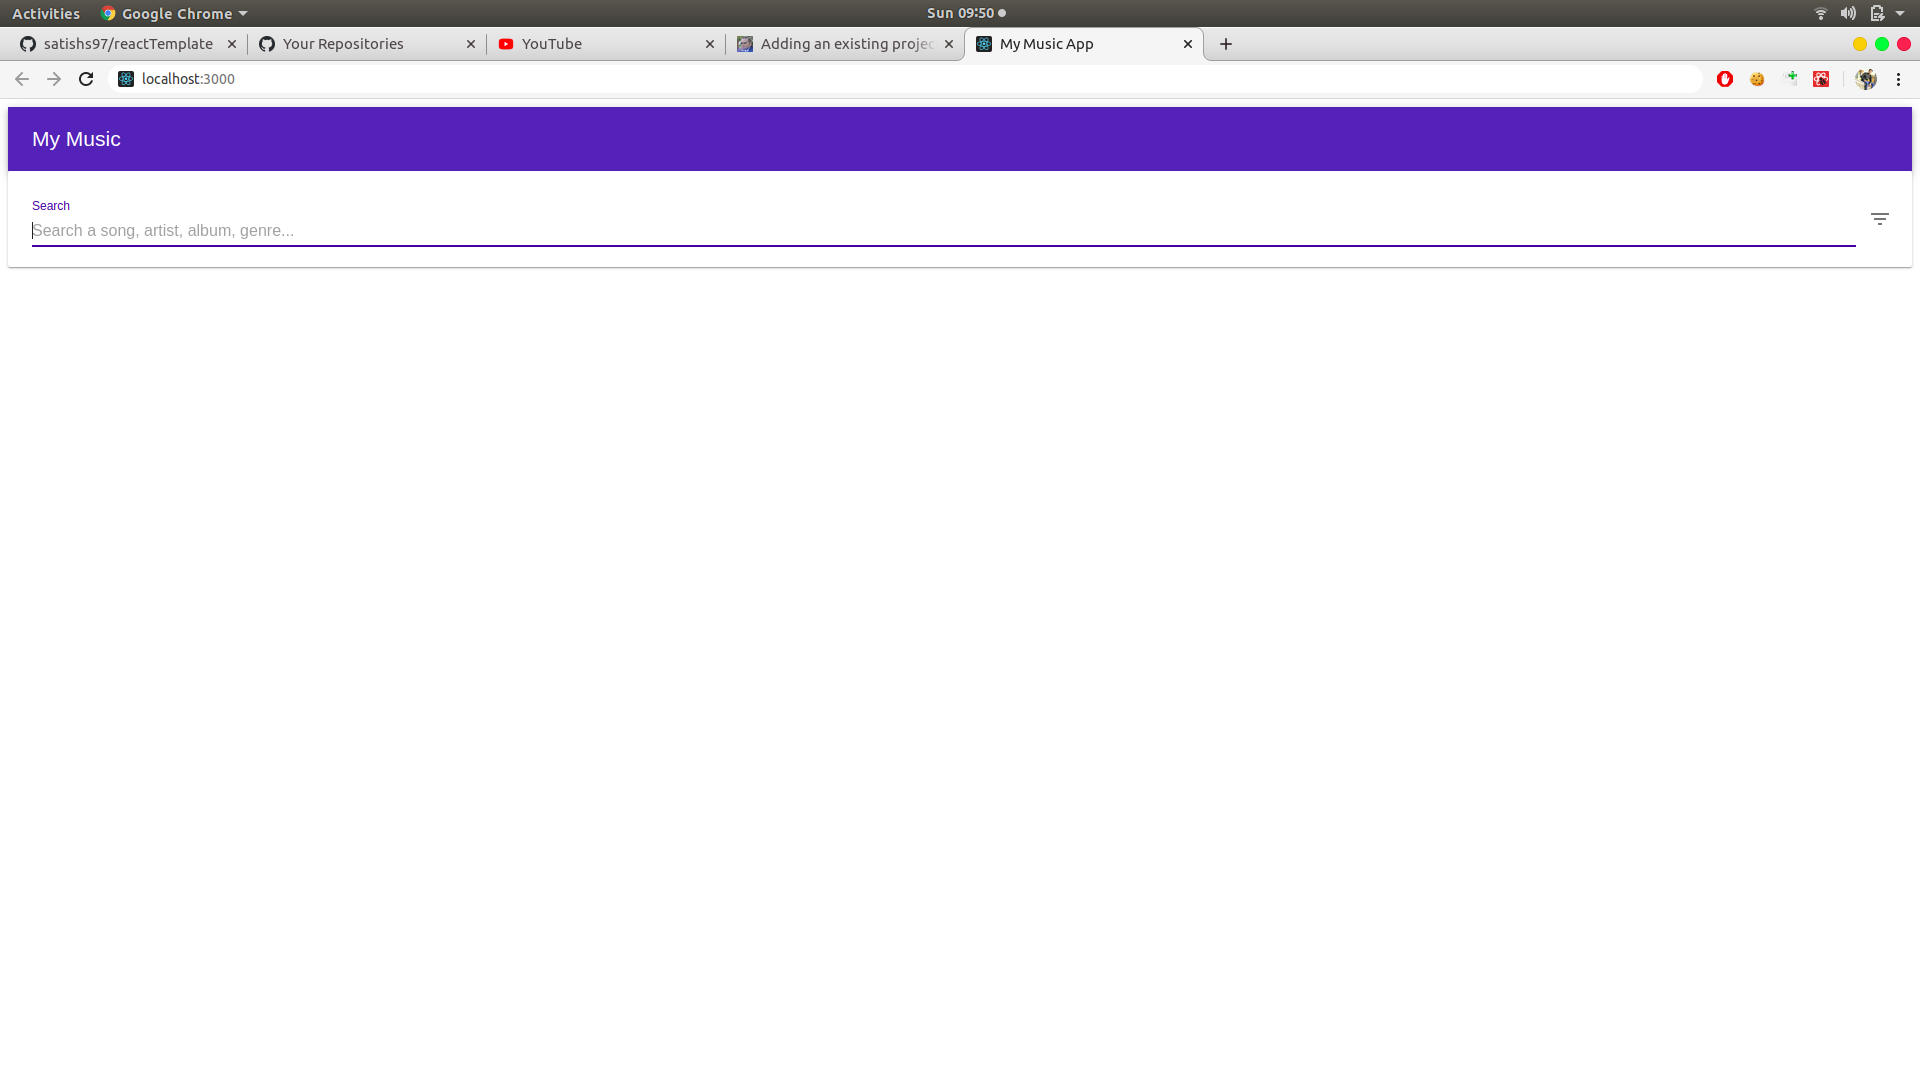 Activities Google Chrome Sun 09:50
satishs97/reactTemplate Your Repositories YouTube Adding an existing projec My Music App
localhost:3000
My Music
Search
Search a song, artist, album, genre...